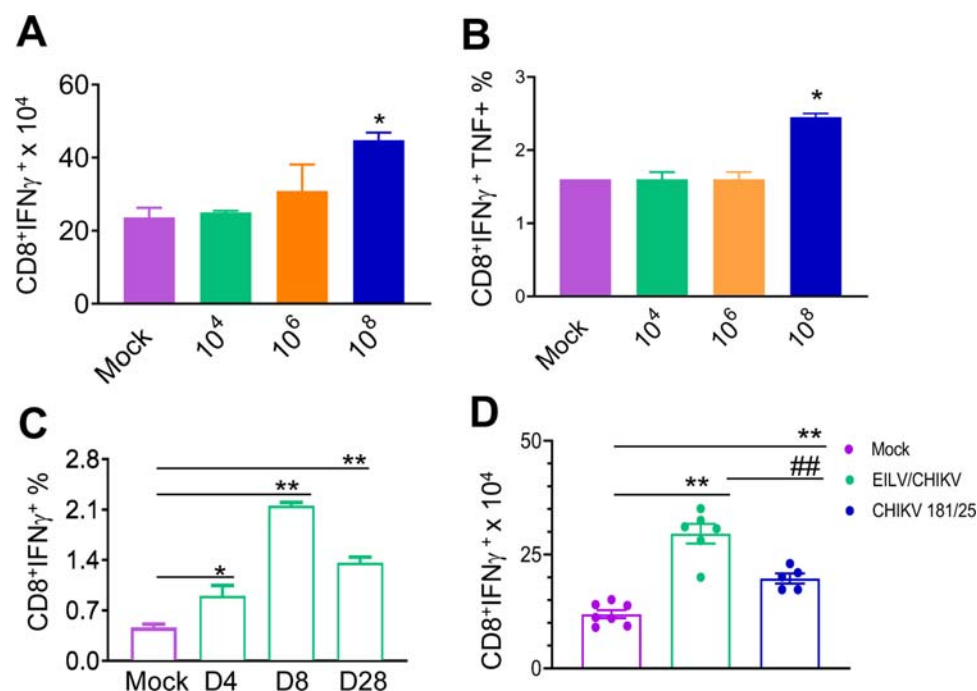 A
CD8⁺IFNγ⁺ x 10⁴
60
40
20
0
Mock
10⁴
10⁶
10⁸
*
B
CD8⁺IFNγ⁺ TNF+ %
3
2
1
0
Mock
10⁴
10⁶
10⁸
*
C
CD8⁺IFNγ⁺ %
2.8
2.1
1.4
0.7
0.0
Mock D4 D8 D28
**
**
*
D
CD8⁺IFNγ⁺ x 10⁴
50
25
0
**
##
**
Mock
EILV/CHIKV
CHIKV 181/25